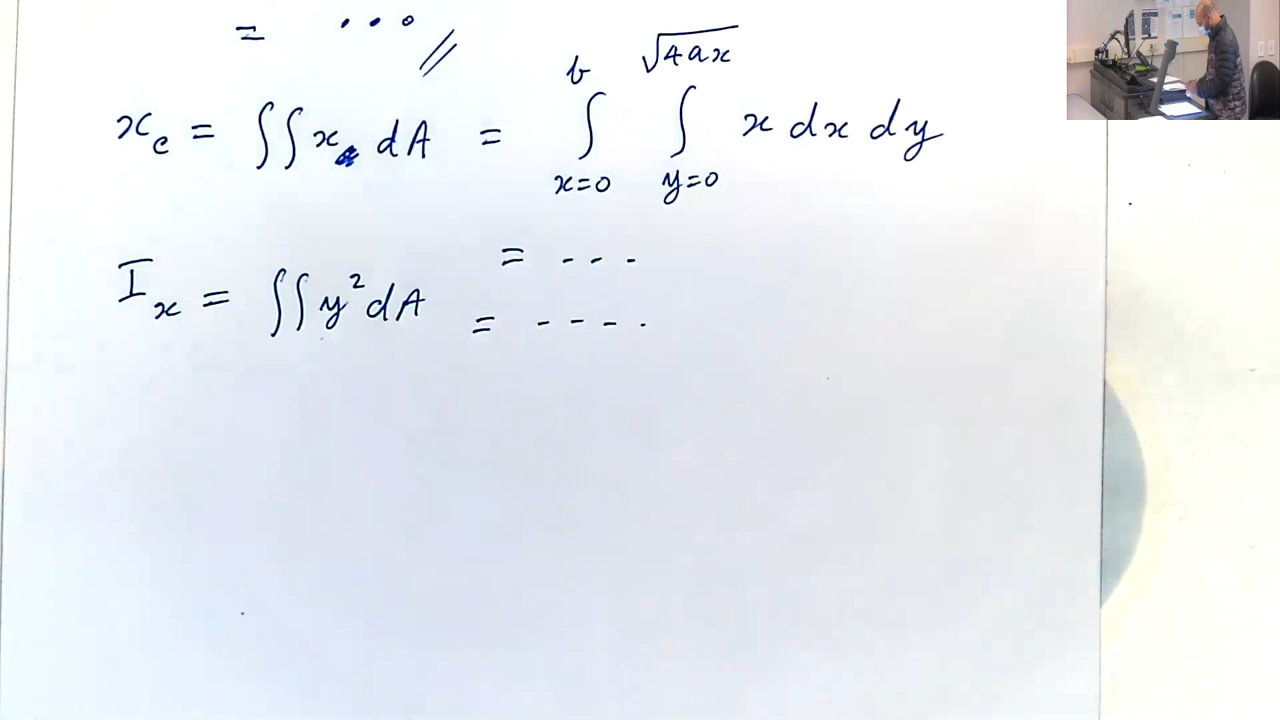 = ... //
x_c = ∫∫ x dA = ∫_{x=0}^{b} ∫_{y=0}^{√4ax} x dx dy
= - - -
I_x = ∫∫ y² dA = - - - -